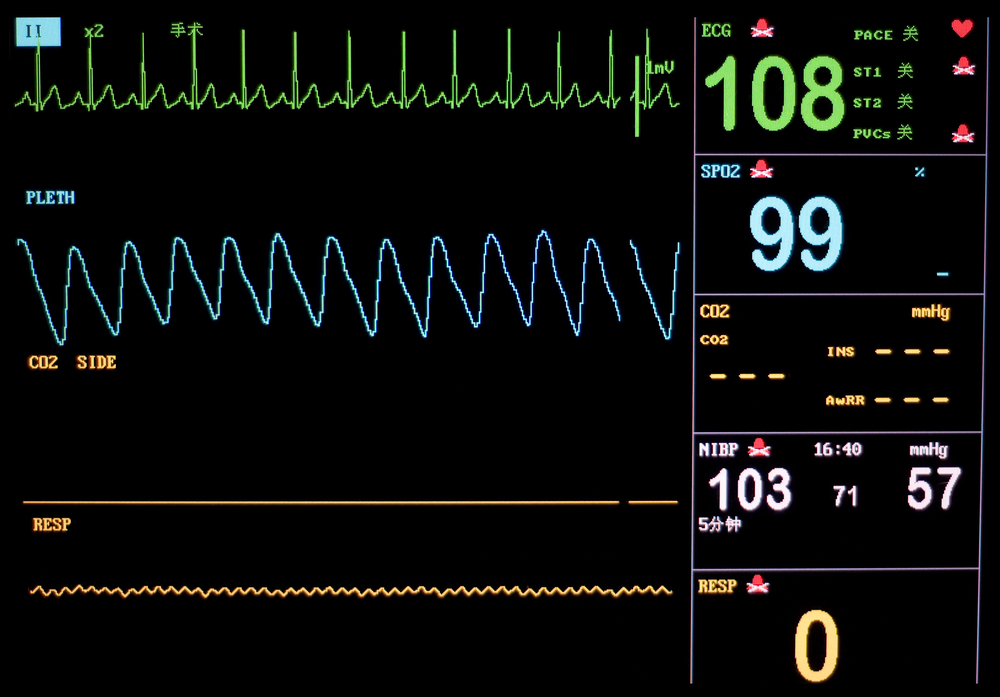 II x2 手术
1mV
PLETH
CO2 SIDE
RESP
ECG PACE 关
108
ST1 关
ST2 关
PVCs 关
SPO2 %
99
–
CO2 mmHg
CO2
INS – – –
– – –
AwRR – – –
NIBP 16:40 mmHg
103 71 57
5分钟
RESP
0